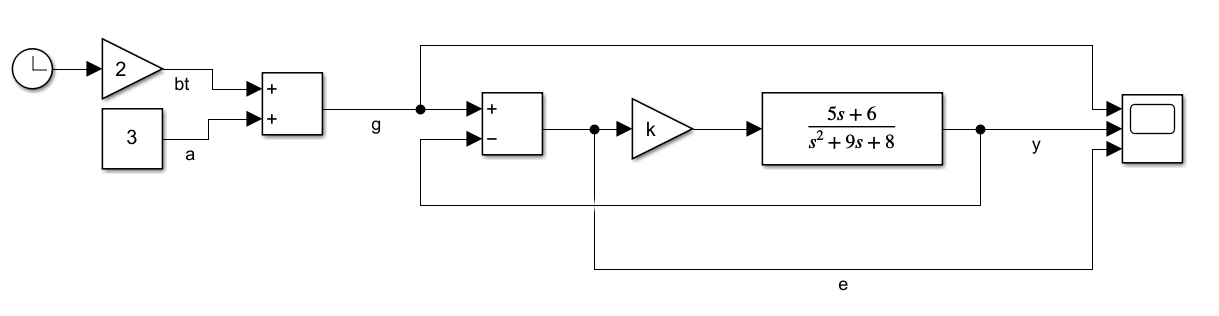 2
bt
+
+
3
a
g
+
−
k
5s + 6
s² + 9s + 8
y
e